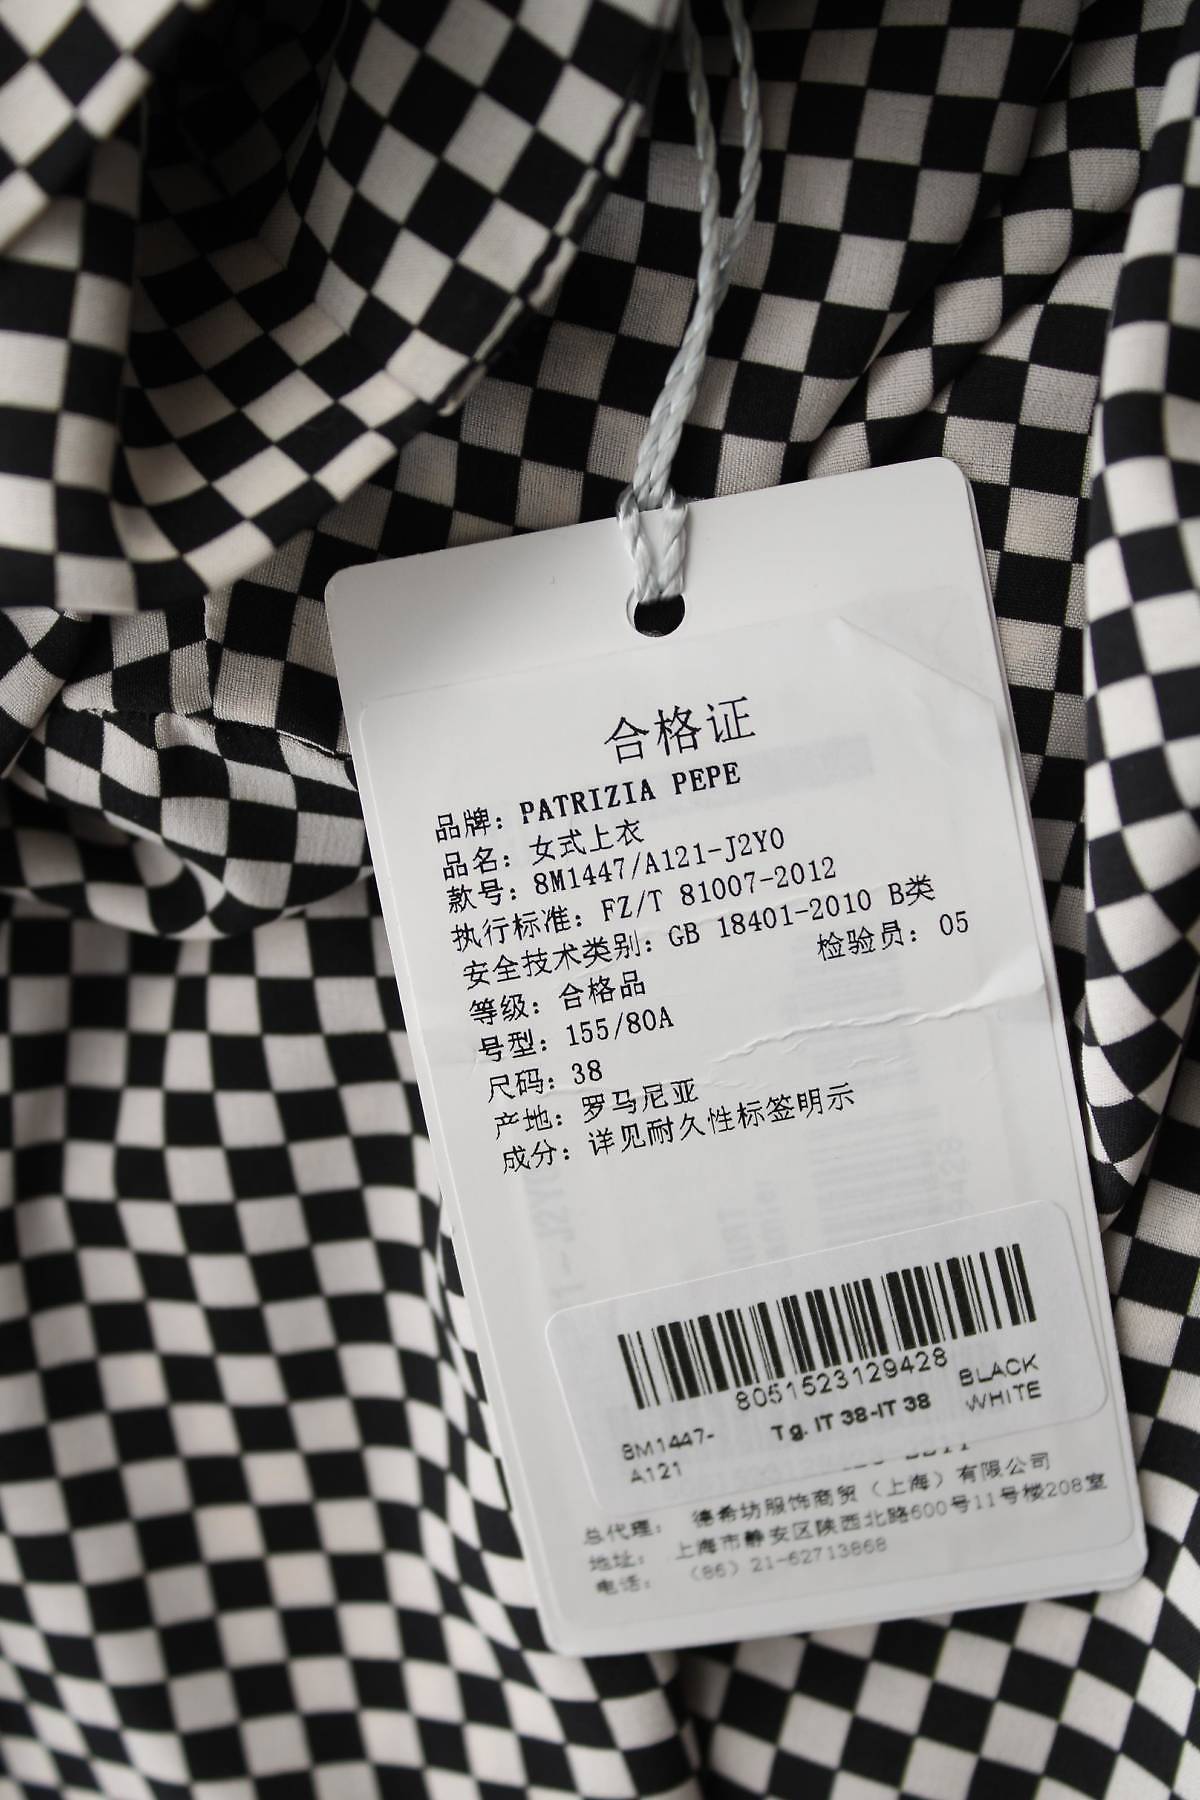 合格证
品牌: PATRIZIA PEPE
品名: 女式上衣
款号: 8M1447/A121-J2YO
执行标准: FZ/T 81007-2012
安全技术类别: GB 18401-2010 B类
等级: 合格品 检验员: 05
号型: 155/80A
尺码: 38
产地: 罗马尼亚
成分: 详见耐久性标签明示
8051523129428
8M1447-
A121
Tg. IT 38-IT 38
BLACK
WHITE
总代理: 德希坊服饰商贸（上海）有限公司
地址: 上海市静安区陕西北路600号11号楼208室
电话: （86）21-62713868